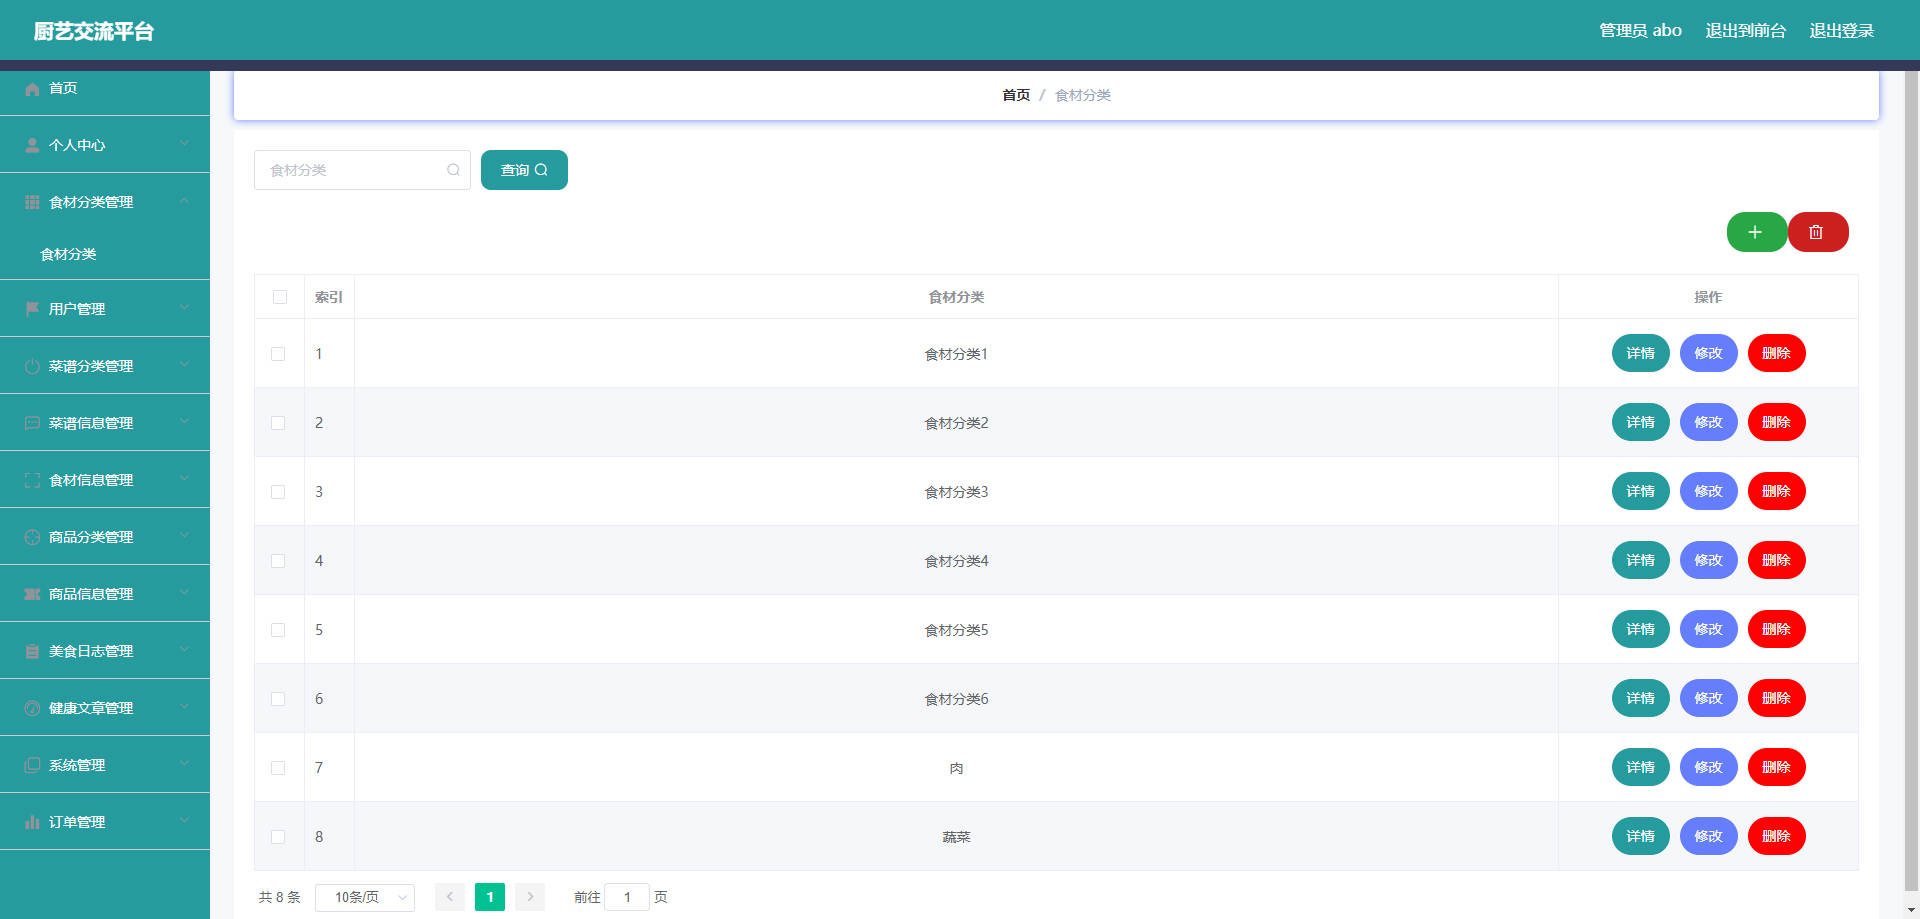 厨艺交流平台
管理员 abo 退出到前台 退出登录
首页
个人中心
食材分类管理
食材分类
用户管理
菜谱分类管理
菜谱信息管理
食材信息管理
商品分类管理
商品信息管理
美食日志管理
健康文章管理
系统管理
订单管理
首页 / 食材分类
食材分类 查询
索引 食材分类 操作
1 食材分类1 详情 修改 删除
2 食材分类2 详情 修改 删除
3 食材分类3 详情 修改 删除
4 食材分类4 详情 修改 删除
5 食材分类5 详情 修改 删除
6 食材分类6 详情 修改 删除
7 肉 详情 修改 删除
8 蔬菜 详情 修改 删除
共 8 条 10条/页 1 前往 1 页